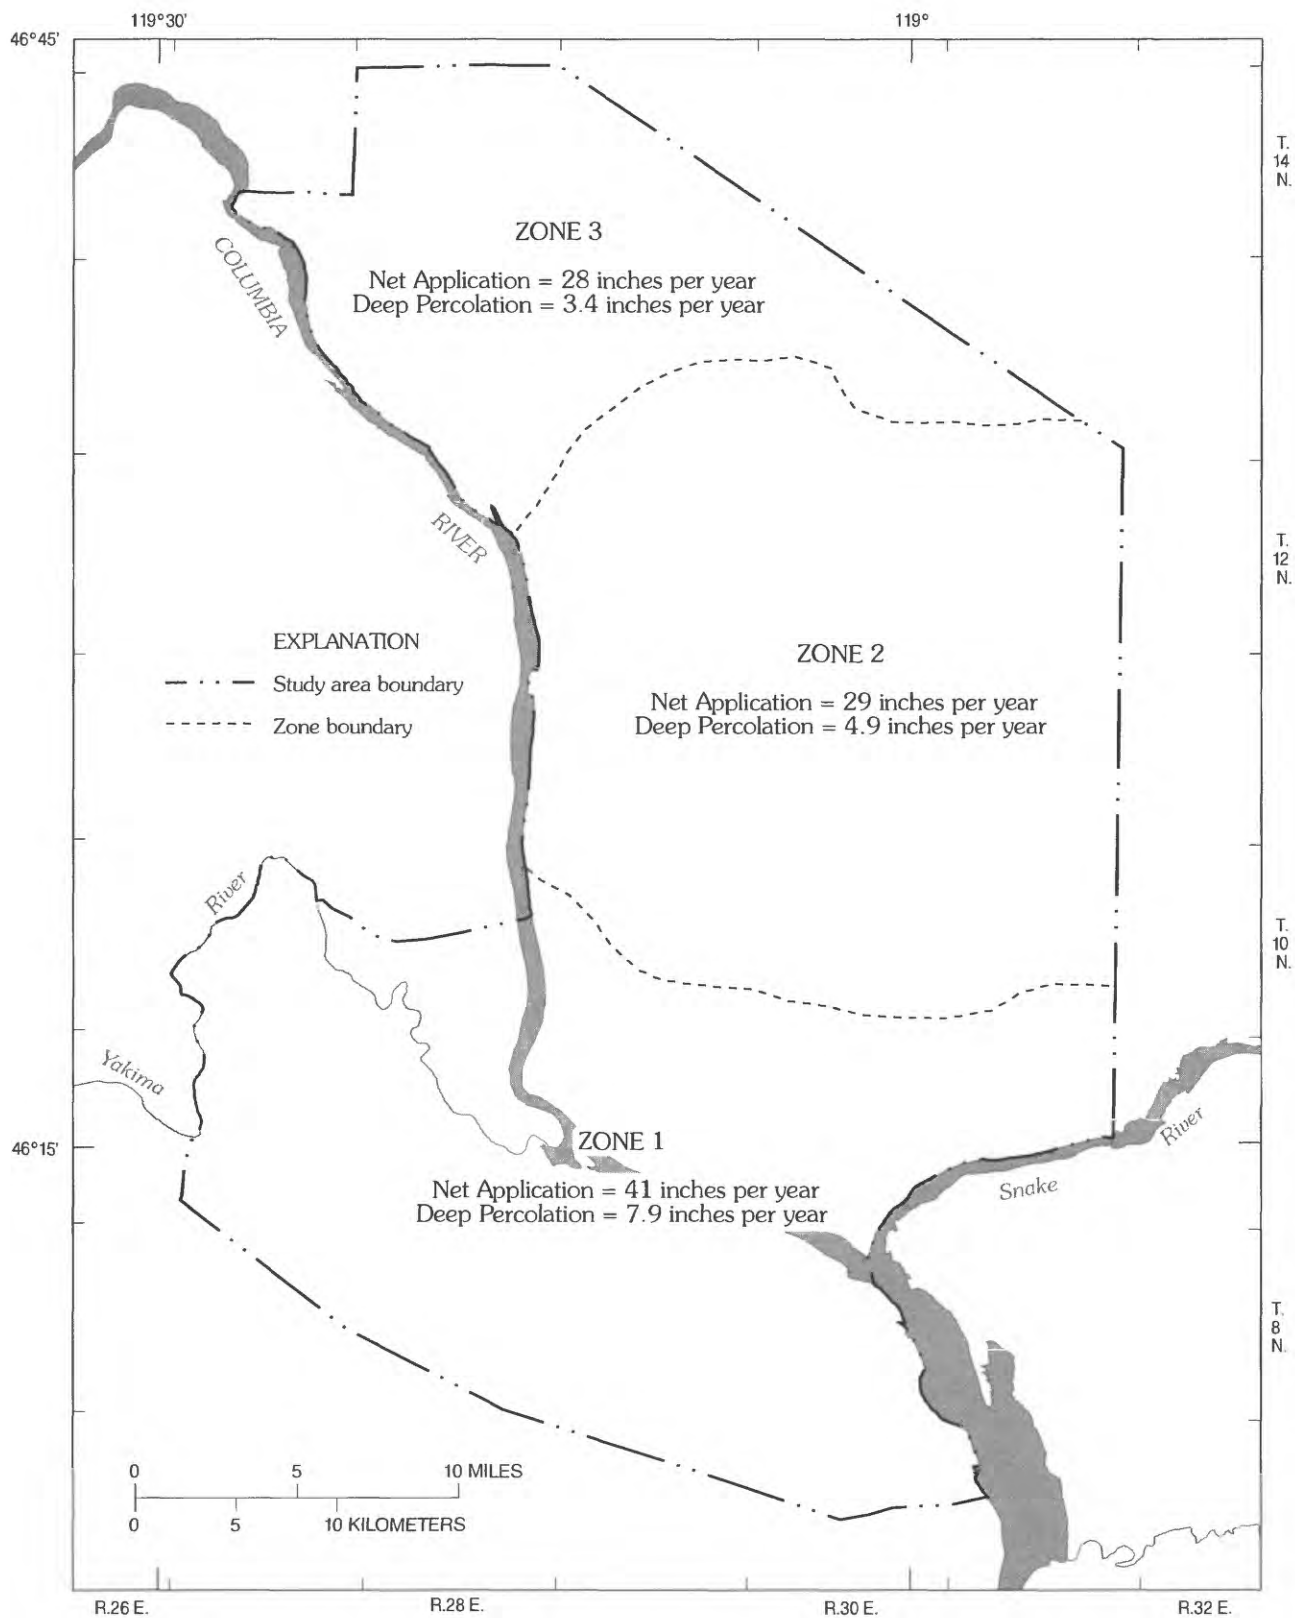 119°30'
119°
46°45'
T.
14
N.
ZONE 3
Net Application = 28 inches per year
Deep Percolation = 3.4 inches per year
COLUMBIA
RIVER
T.
12
N.
EXPLANATION
Study area boundary
Zone boundary
ZONE 2
Net Application = 29 inches per year
Deep Percolation = 4.9 inches per year
River
Yakima
T.
10
N.
46°15'
ZONE 1
Net Application = 41 inches per year
Deep Percolation = 7.9 inches per year
River
Snake
T.
8
N.
0 5 10 MILES
0 5 10 KILOMETERS
R.26 E.
R.28 E.
R.30 E.
R.32 E.